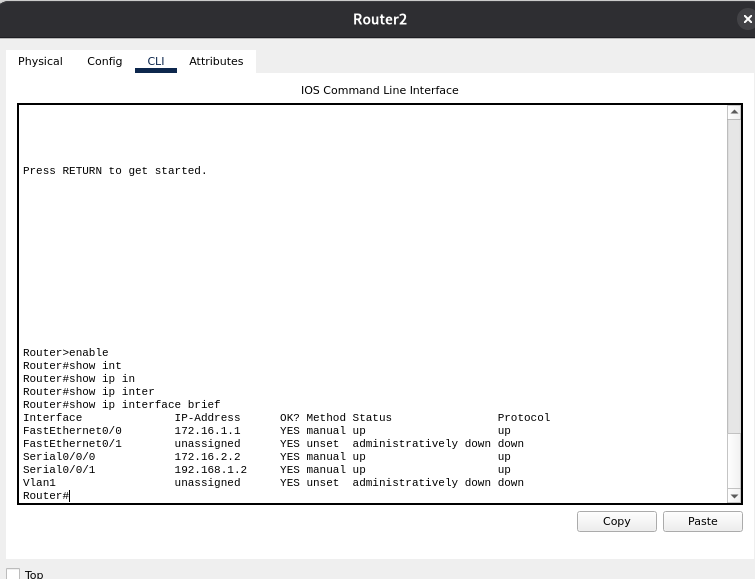 Router2
Physical Config CLI Attributes
IOS Command Line Interface
Press RETURN to get started.
Router>enable
Router#show int
Router#show ip in
Router#show ip inter
Router#show ip interface brief
Interface              IP-Address      OK? Method Status                Protocol
FastEthernet0/0        172.16.1.1      YES manual up                    up
FastEthernet0/1        unassigned      YES unset  administratively down down
Serial0/0/0            172.16.2.2      YES manual up                    up
Serial0/0/1            192.168.1.2     YES manual up                    up
Vlan1                  unassigned      YES unset  administratively down down
Router#
Copy Paste
Top